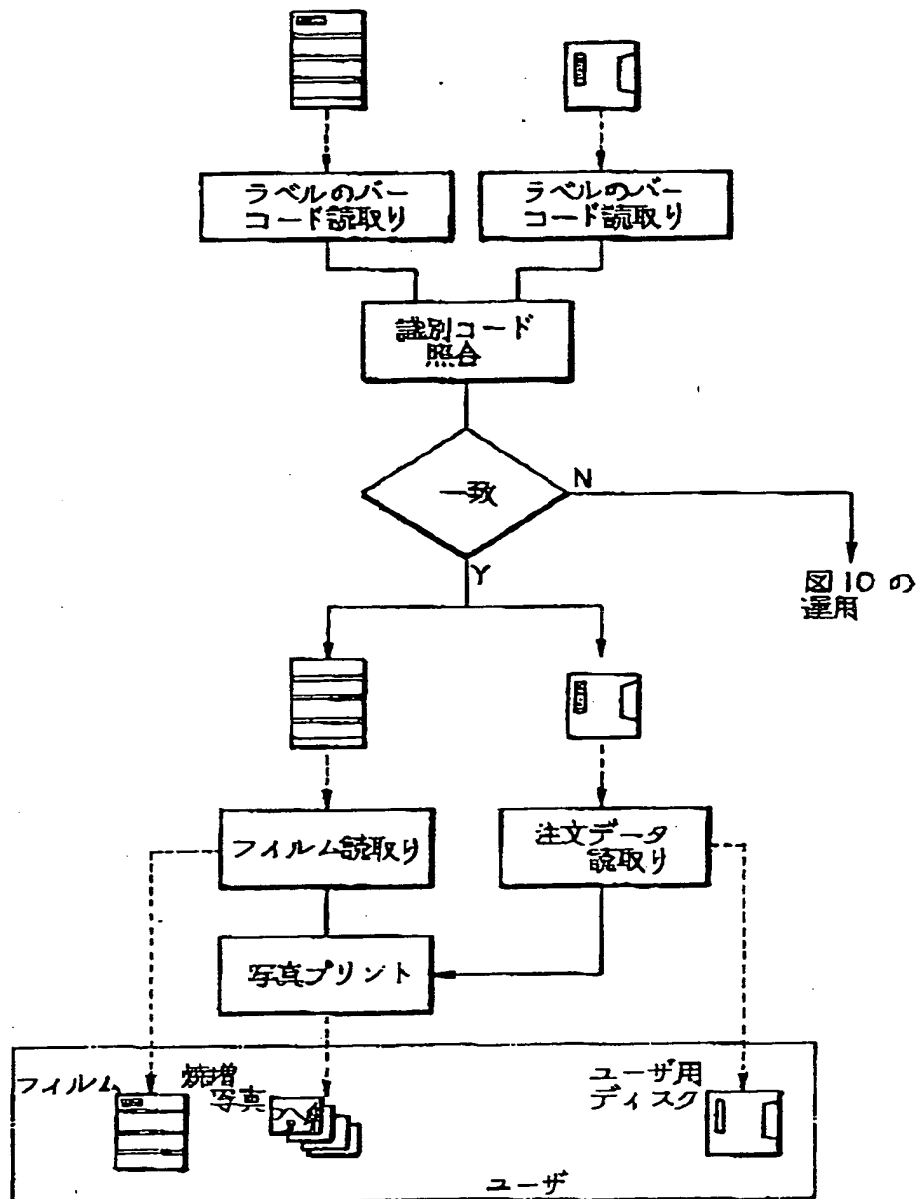 ラベルのバー
コード読取り
ラベルのバー
コード読取り
識別コード
照合
一致
N
Y
図10の
運用
フィルム読取り
注文データ
読取り
写真プリント
フィルム
焼増
写真
ユーザ用
ディスク
ユーザ